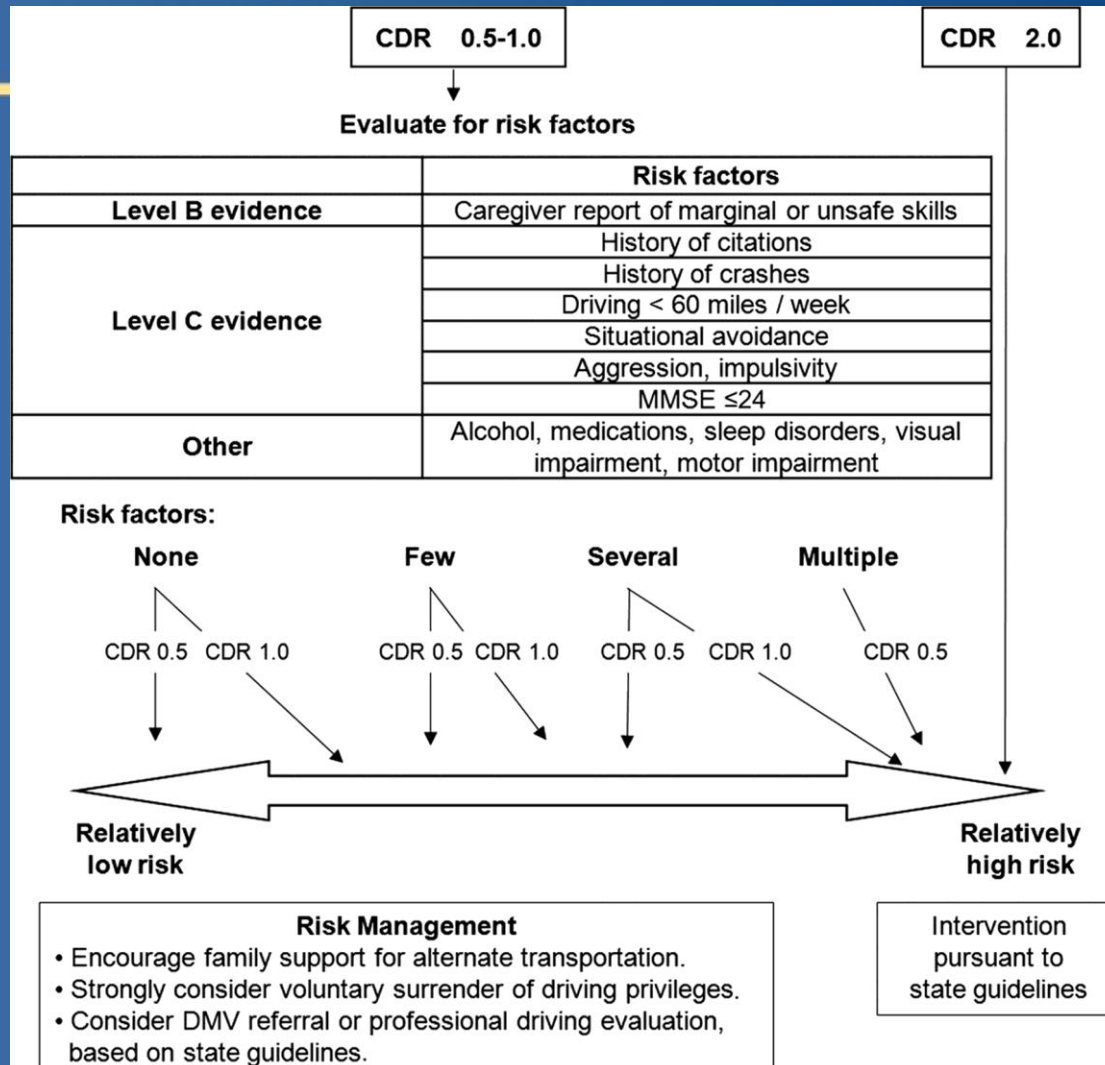 CDR 0.5-1.0
CDR 2.0
Evaluate for risk factors
Risk factors
Level B evidence
Caregiver report of marginal or unsafe skills
Level C evidence
History of citations
History of crashes
Driving < 60 miles / week
Situational avoidance
Aggression, impulsivity
MMSE ≤24
Other
Alcohol, medications, sleep disorders, visual
impairment, motor impairment
Risk factors:
None
Few
Several
Multiple
CDR 0.5
CDR 1.0
CDR 0.5
CDR 1.0
CDR 0.5
CDR 1.0
CDR 0.5
Relatively
low risk
Relatively
high risk
Risk Management
• Encourage family support for alternate transportation.
• Strongly consider voluntary surrender of driving privileges.
• Consider DMV referral or professional driving evaluation,
based on state guidelines.
Intervention
pursuant to
state guidelines